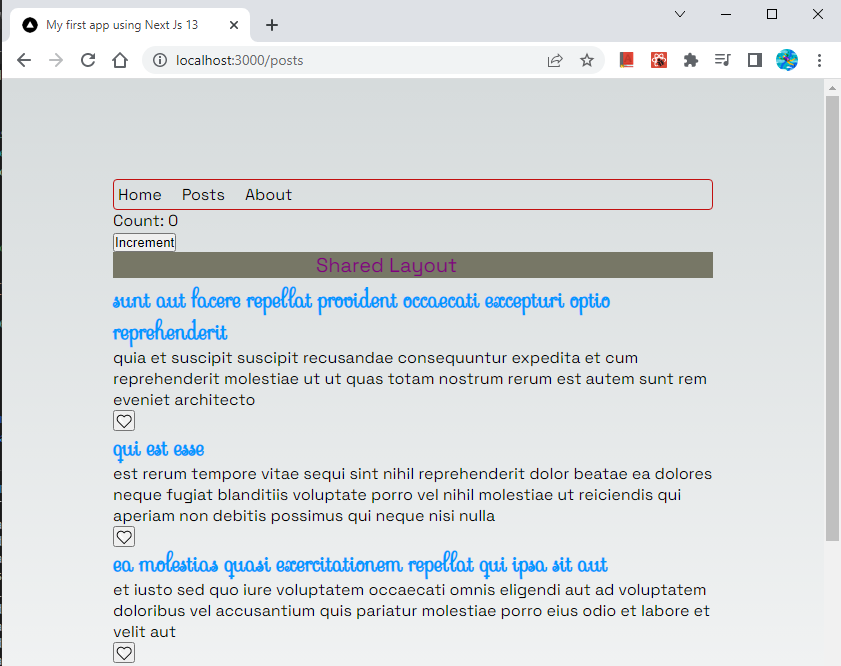 My first app using Next Js 13
localhost:3000/posts
Home Posts About
Count: 0
Increment
Shared Layout
sunt aut facere repellat provident occaecati excepturi optio
reprehenderit
quia et suscipit suscipit recusandae consequuntur expedita et cum
reprehenderit molestiae ut ut quas totam nostrum rerum est autem sunt rem
eveniet architecto
qui est esse
est rerum tempore vitae sequi sint nihil reprehenderit dolor beatae ea dolores
neque fugiat blanditiis voluptate porro vel nihil molestiae ut reiciendis qui
aperiam non debitis possimus qui neque nisi nulla
ea molestias quasi exercitationem repellat qui ipsa sit aut
et iusto sed quo iure voluptatem occaecati omnis eligendi aut ad voluptatem
doloribus vel accusantium quis pariatur molestiae porro eius odio et labore et
velit aut